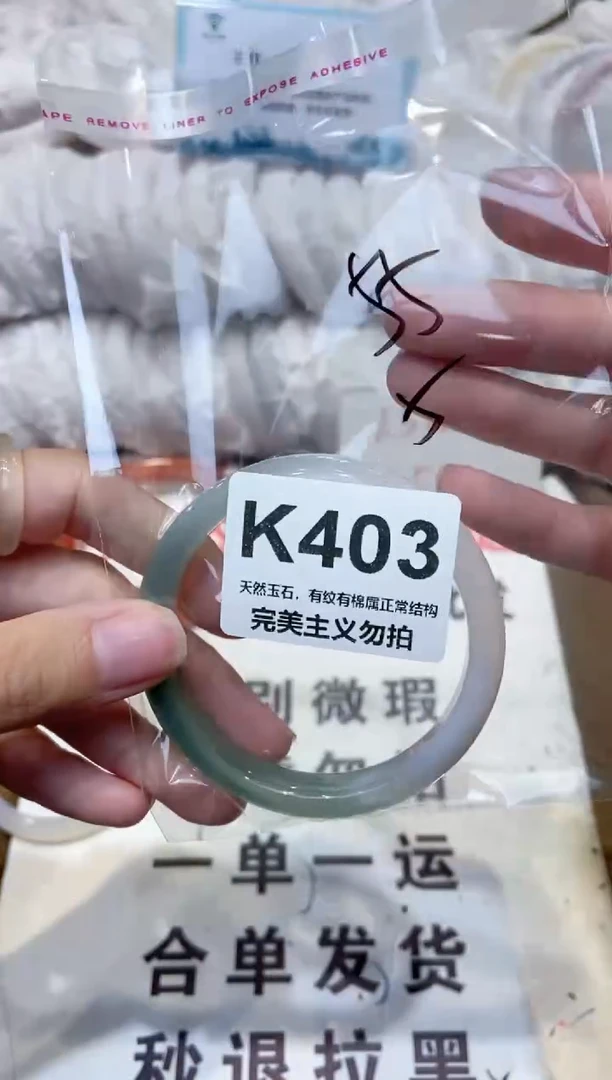 APE REMOVE LINER TO EXPOSE ADHESIVE
55
5
K403
天然玉石，有纹有棉属正常结构
完美主义勿拍
别微瑕
一单一运
合单发货
秒退拉黑